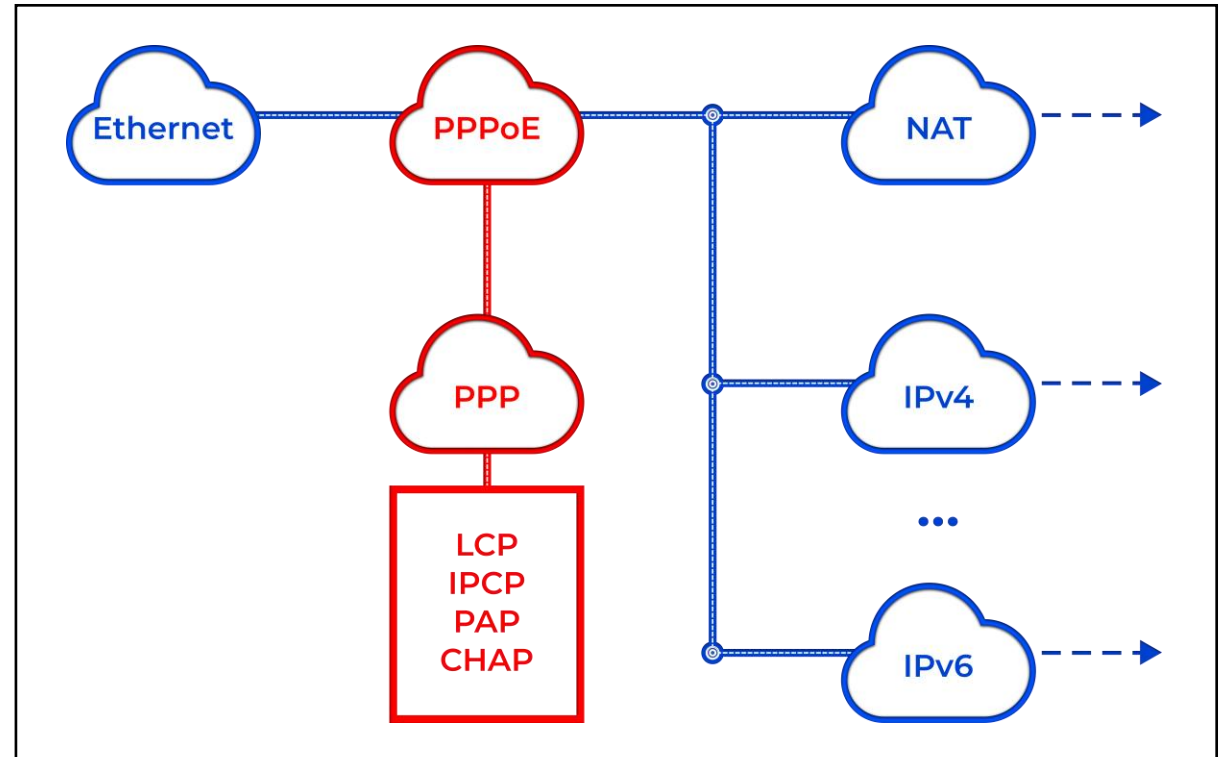 Ethernet
PPPoE
NAT
PPP
IPv4
...
LCP
IPCP
PAP
CHAP
IPv6